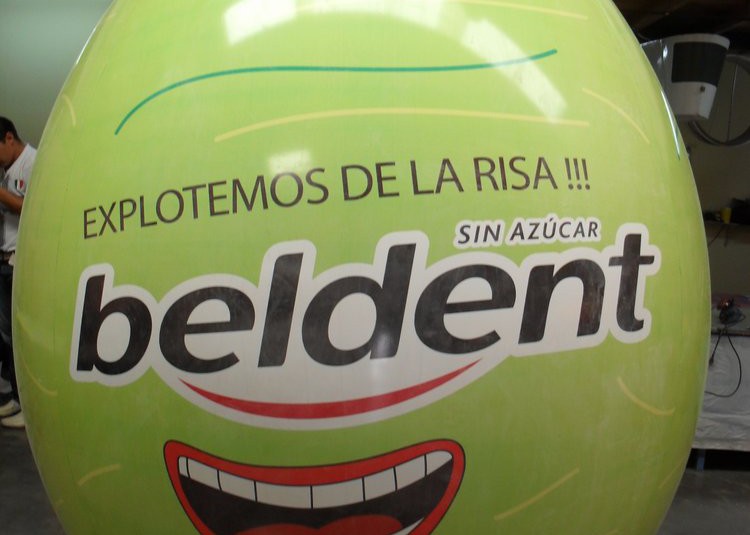 EXPLOTEMOS DE LA RISA !!!
SIN AZÚCAR
beldent